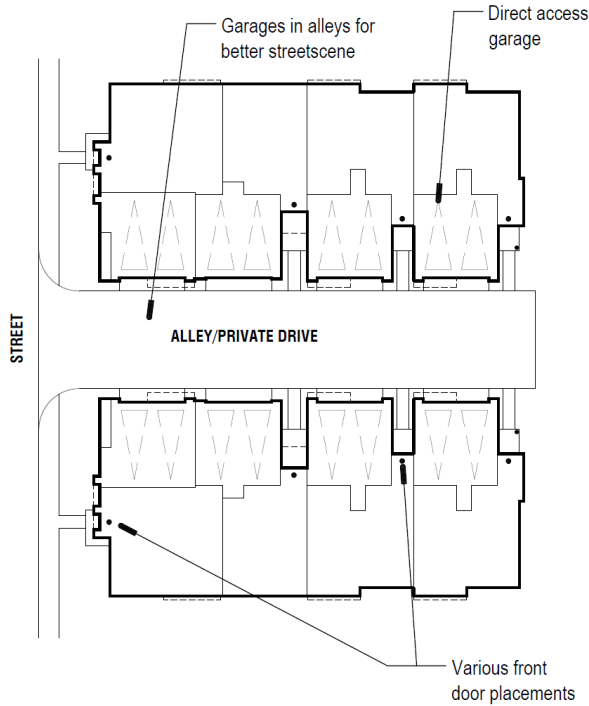 Direct access
garage
Garages in alleys for
better streetscene
STREET
ALLEY/PRIVATE DRIVE
Various front
door placements